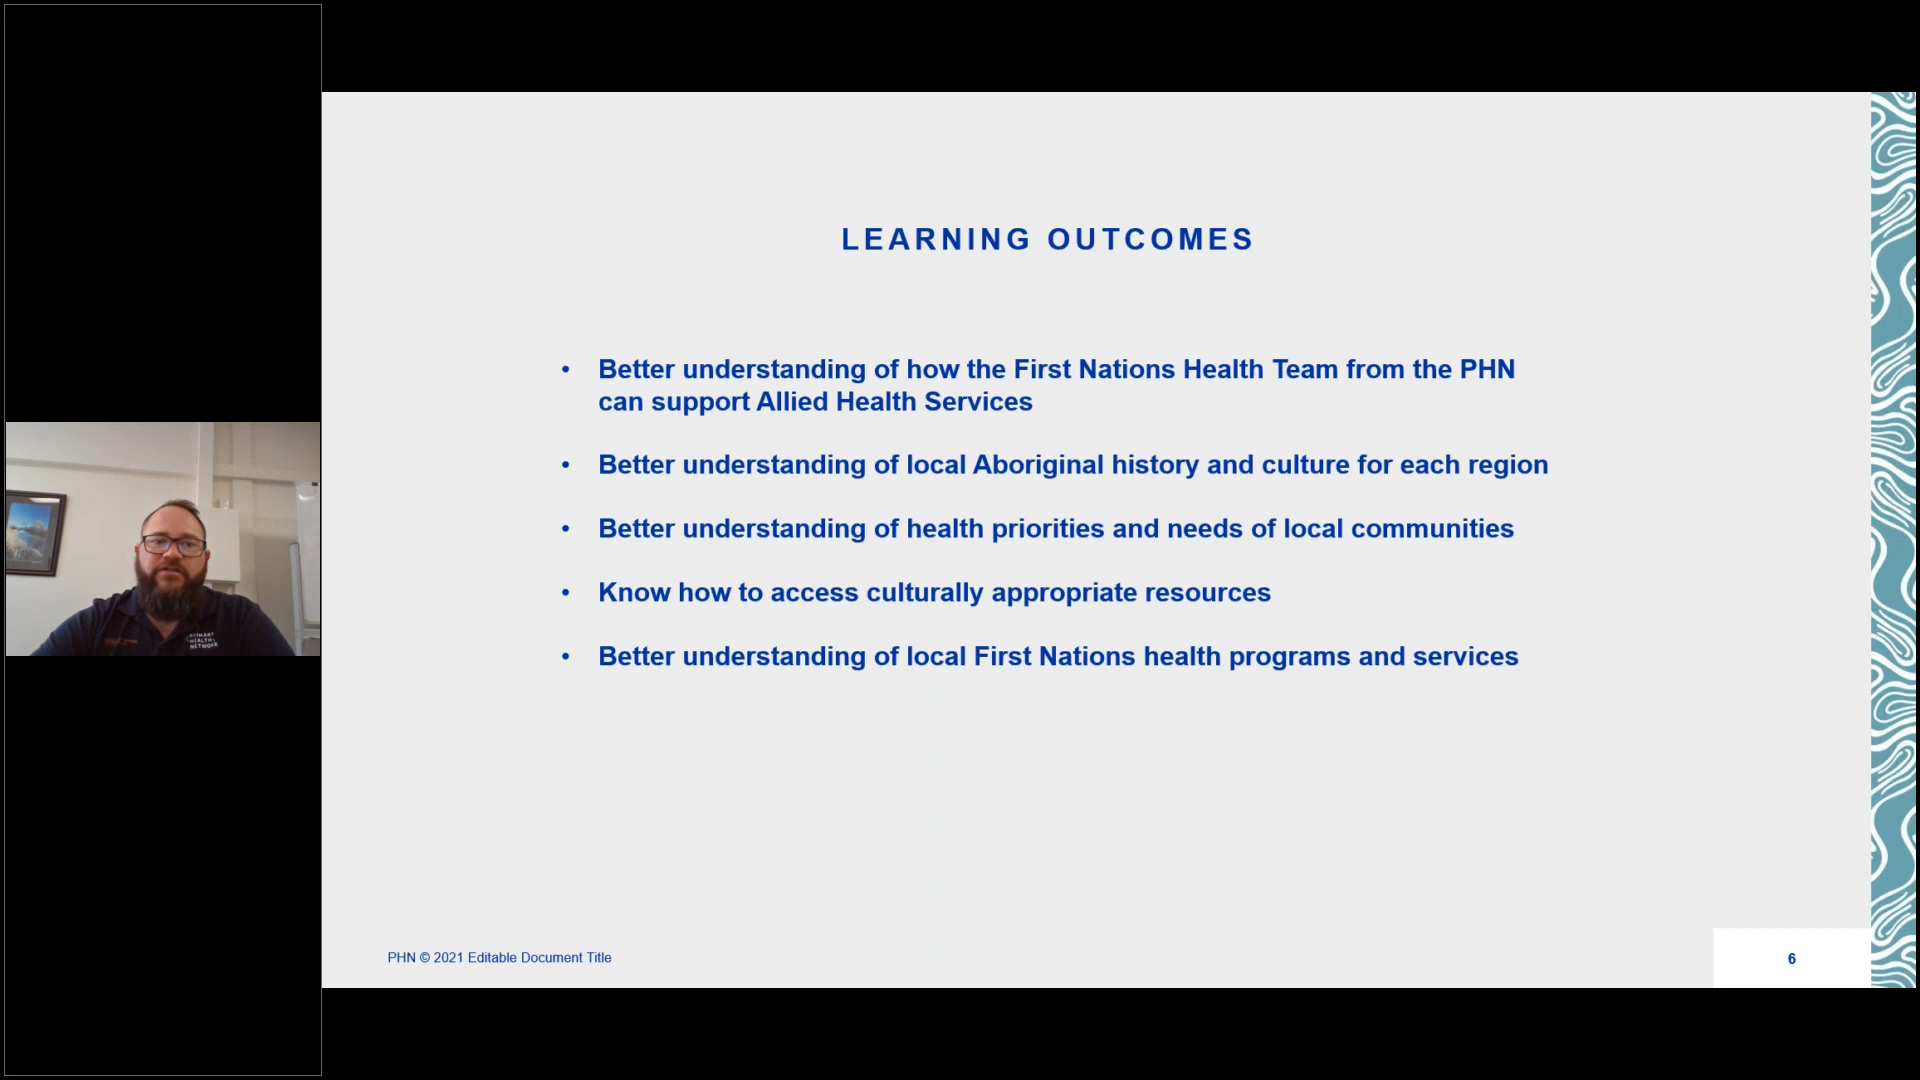 LEARNING OUTCOMES
• Better understanding of how the First Nations Health Team from the PHN
can support Allied Health Services
• Better understanding of local Aboriginal history and culture for each region
• Better understanding of health priorities and needs of local communities
• Know how to access culturally appropriate resources
• Better understanding of local First Nations health programs and services
PRIMARY
HEALTH
NETWORK
PHN © 2021 Editable Document Title
6